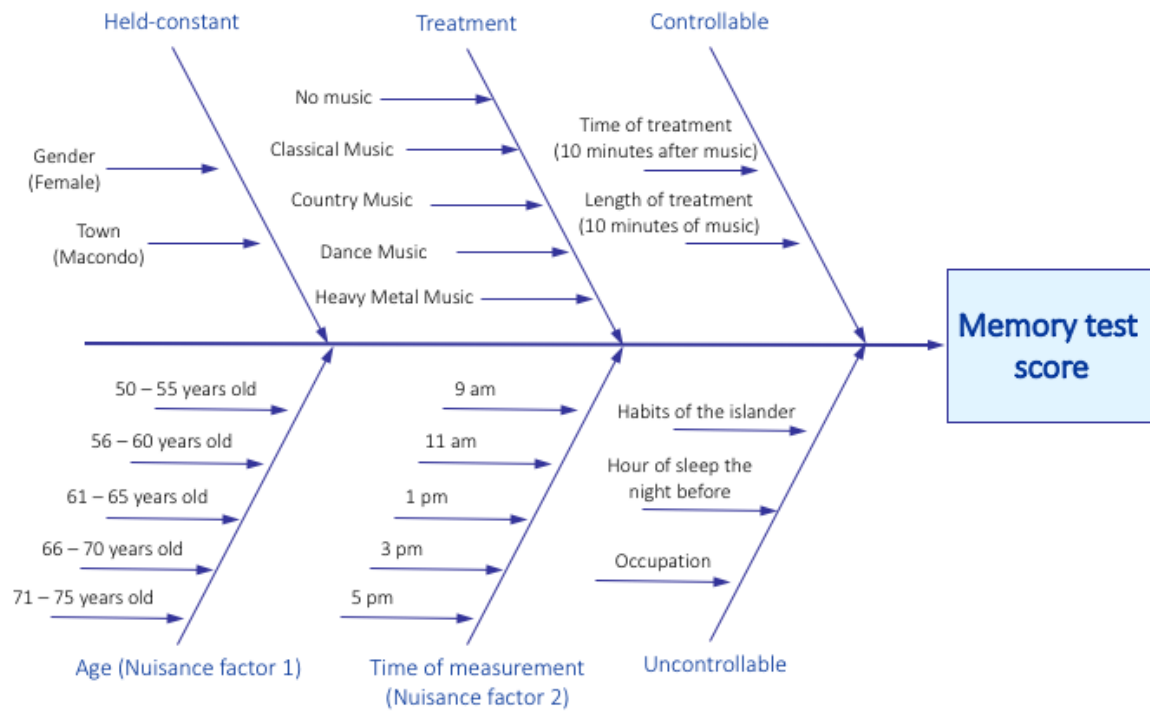 Held-constant
Treatment
Controllable
No music
Classical Music
Country Music
Dance Music
Heavy Metal Music
Gender
(Female)
Town
(Macondo)
Time of treatment
(10 minutes after music)
Length of treatment
(10 minutes of music)
Memory test
score
50 – 55 years old
56 – 60 years old
61 – 65 years old
66 – 70 years old
71 – 75 years old
9 am
11 am
1 pm
3 pm
5 pm
Habits of the islander
Hour of sleep the
night before
Occupation
Age (Nuisance factor 1)
Time of measurement
(Nuisance factor 2)
Uncontrollable